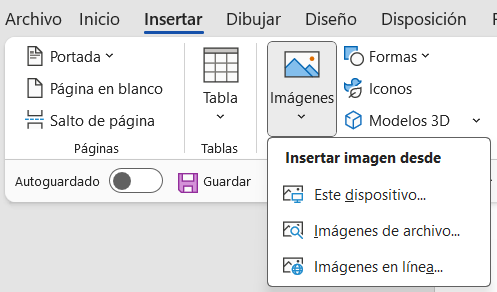 Archivo Inicio Insertar Dibujar Diseño Disposición
Portada
Página en blanco
Salto de página
Páginas
Tabla
Tablas
Imágenes
Formas
Iconos
Modelos 3D
Autoguardado Guardar
Insertar imagen desde
Este dispositivo...
Imágenes de archivo...
Imágenes en línea...